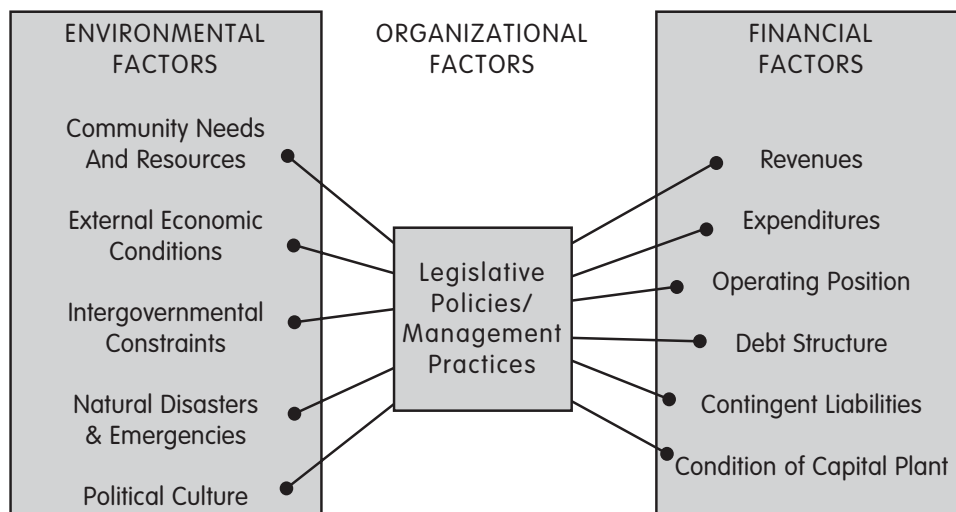 ENVIRONMENTAL
FACTORS
Community Needs
And Resources
External Economic
Conditions
Intergovernmental
Constraints
Natural Disasters
& Emergencies
Political Culture
ORGANIZATIONAL
FACTORS
Legislative
Policies/
Management
Practices
FINANCIAL
FACTORS
Revenues
Expenditures
Operating Position
Debt Structure
Contingent Liabilities
Condition of Capital Plant